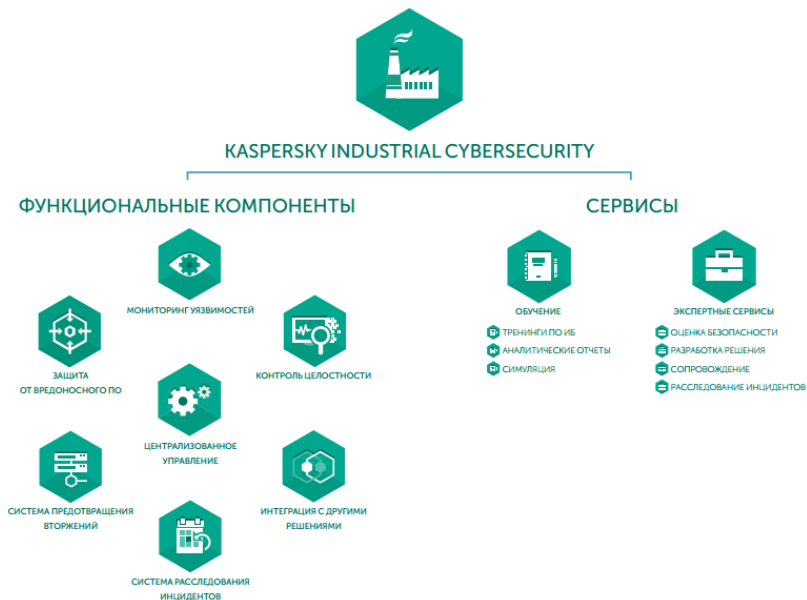 KASPERSKY INDUSTRIAL CYBERSECURITY
ФУНКЦИОНАЛЬНЫЕ КОМПОНЕНТЫ
МОНИТОРИНГ УЯЗВИМОСТЕЙ
ЗАЩИТА
ОТ ВРЕДОНОСНОГО ПО
КОНТРОЛЬ ЦЕЛОСТНОСТИ
ЦЕНТРАЛИЗОВАННОЕ
УПРАВЛЕНИЕ
СИСТЕМА ПРЕДОТВРАЩЕНИЯ
ВТОРЖЕНИЙ
ИНТЕГРАЦИЯ С ДРУГИМИ
РЕШЕНИЯМИ
СИСТЕМА РАССЛЕДОВАНИЯ
ИНЦИДЕНТОВ
СЕРВИСЫ
ОБУЧЕНИЕ
ТРЕНИНГИ ПО ИБ
АНАЛИТИЧЕСКИЕ ОТЧЕТЫ
СИМУЛЯЦИЯ
ЭКСПЕРТНЫЕ СЕРВИСЫ
ОЦЕНКА БЕЗОПАСНОСТИ
РАЗРАБОТКА РЕШЕНИЯ
СОПРОВОЖДЕНИЕ
РАССЛЕДОВАНИЕ ИНЦИДЕНТОВ